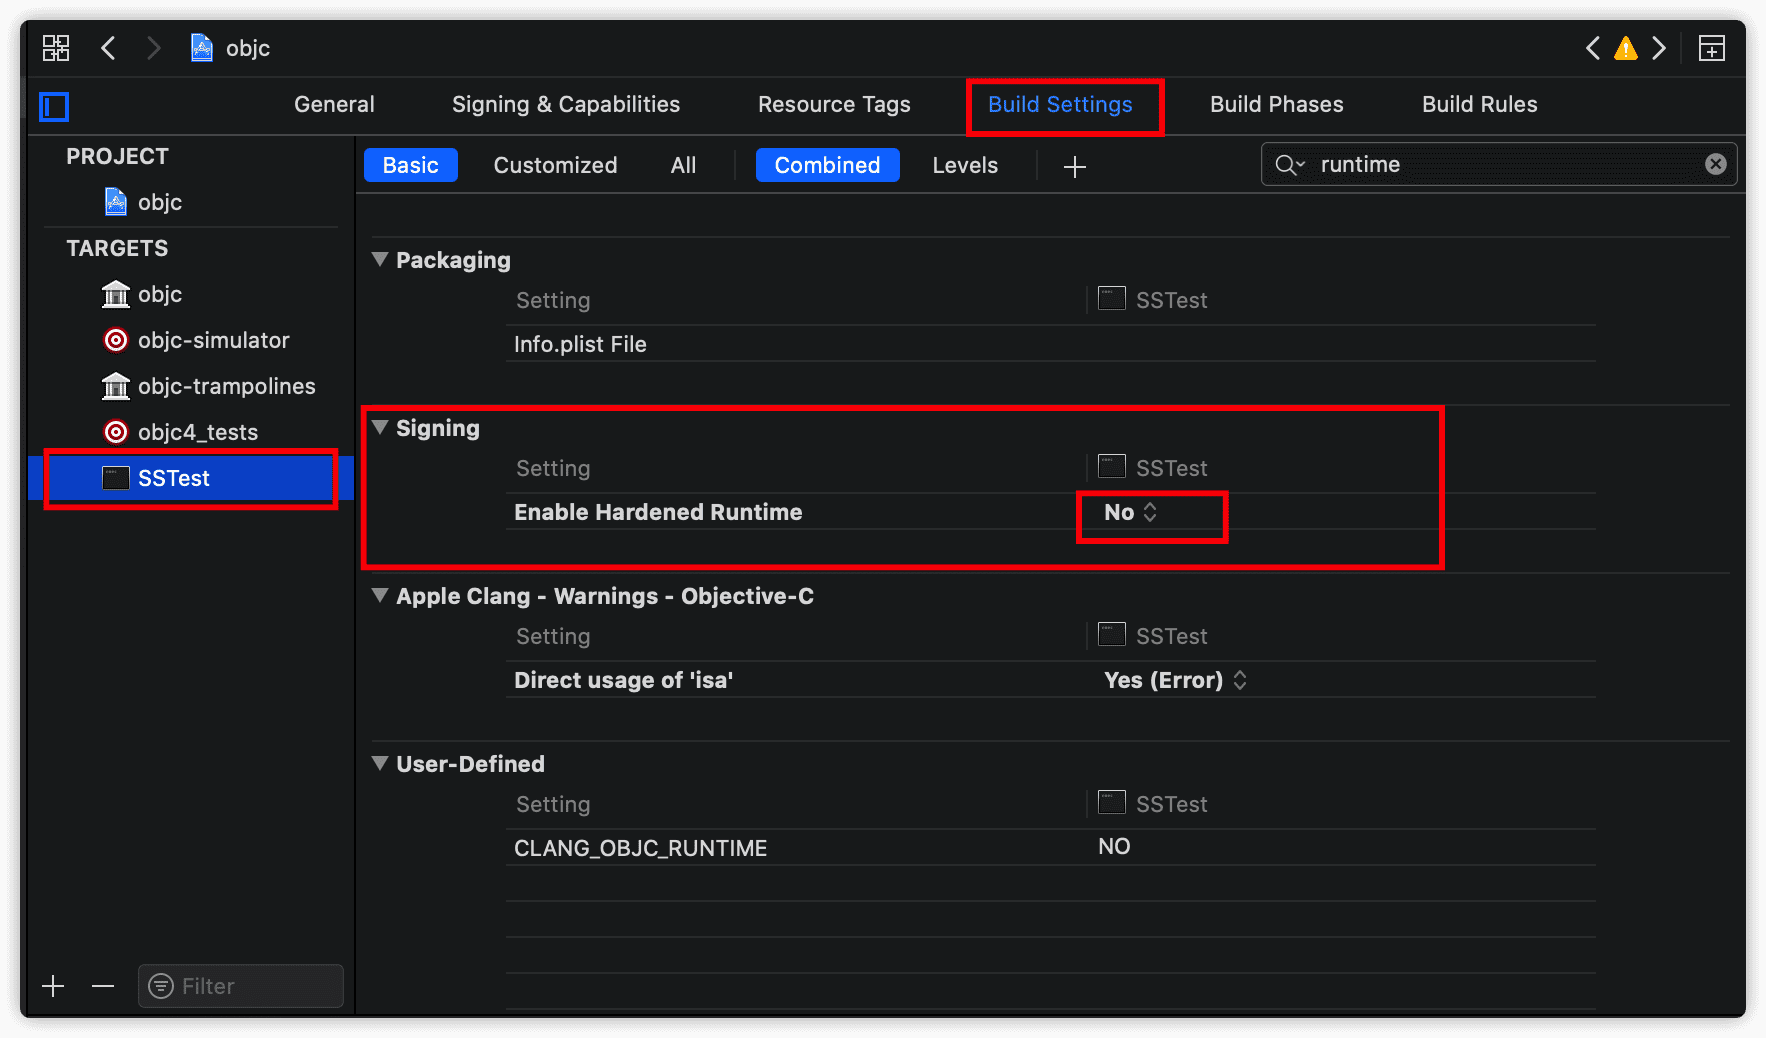 objc
General Signing & Capabilities Resource Tags Build Settings Build Phases Build Rules
PROJECT
objc
TARGETS
objc
objc-simulator
objc-trampolines
objc4_tests
SSTest
Filter
Basic Customized All Combined Levels runtime
Packaging
Setting SSTest
Info.plist File
Signing
Setting SSTest
Enable Hardened Runtime No
Apple Clang - Warnings - Objective-C
Setting SSTest
Direct usage of 'isa' Yes (Error)
User-Defined
Setting SSTest
CLANG_OBJC_RUNTIME NO